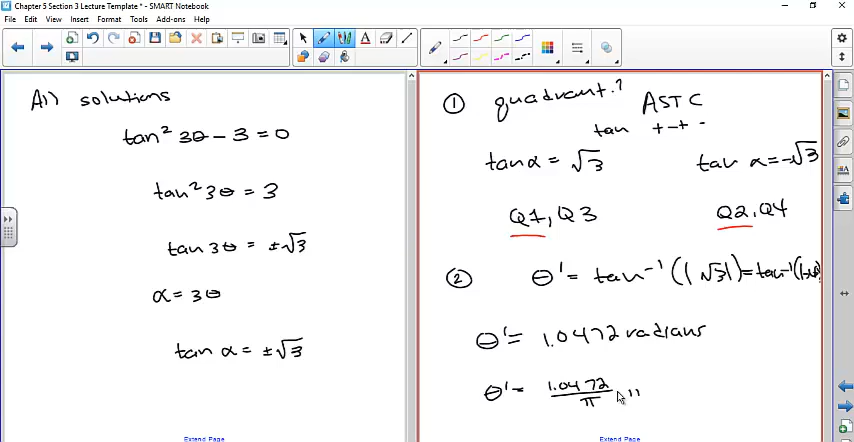 Chapter 5 Section 3 Lecture Template * - SMART Notebook
File Edit View Insert Format Tools Add-ons Help
All solutions
tan² 3θ - 3 = 0
tan² 3θ = 3
tan 3θ = ±√3
α = 3θ
tan α = ±√3
Extend Page
① quadrant.? ASTC
tan + - + -
tan α = √3 tan α = -√3
Q1, Q3 Q2, Q4
② θ' = tan⁻¹(|√3|) = tan⁻¹(|-√3|)
θ' = 1.0472 radians
θ' = 1.0472/π "
Extend Page